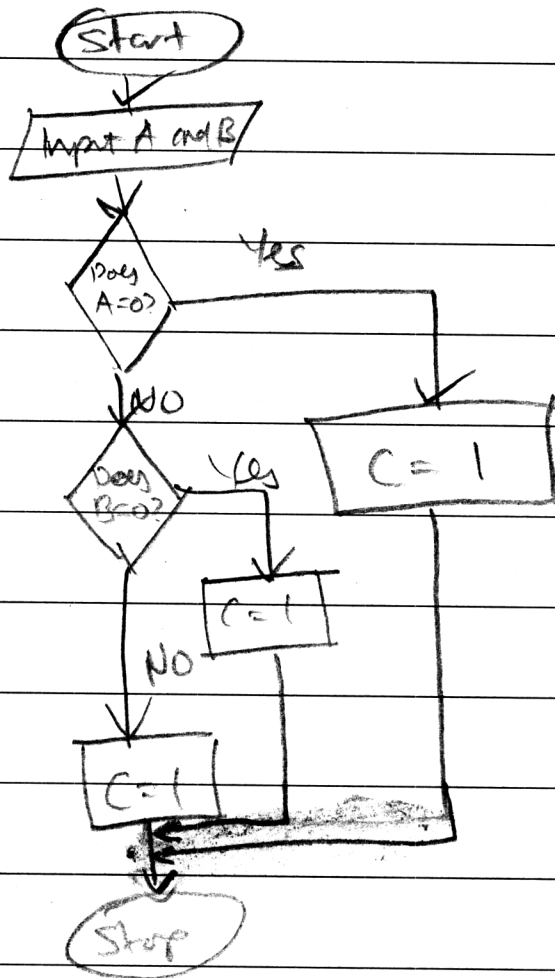 Start
Input A and B
Does
A=0?
Yes
NO
C = 1
Does
B=0?
Yes
C = 1
NO
C = 1
Stop